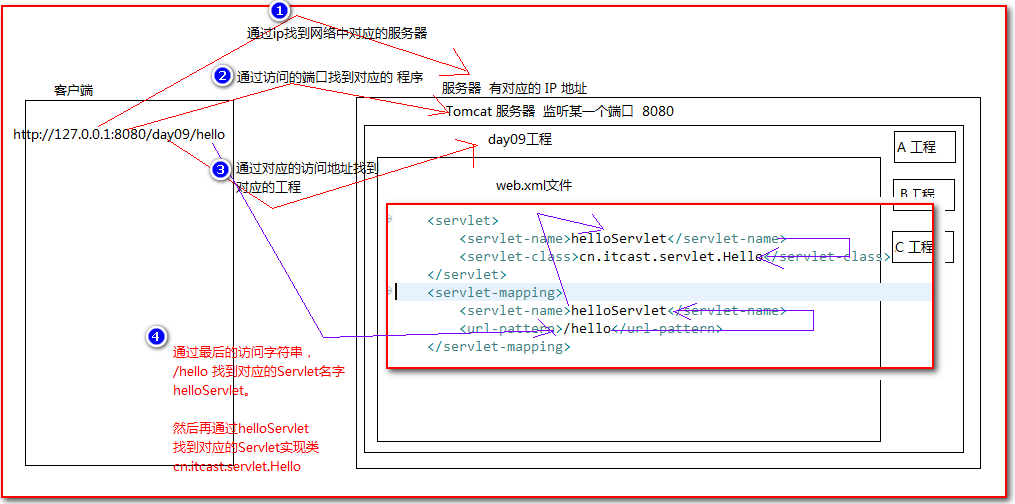 1
通过ip找到网络中对应的服务器
2
通过访问的端口找到对应的 程序
客户端
服务器 有对应的 IP 地址
Tomcat 服务器 监听某一个端口 8080
http://127.0.0.1:8080/day09/hello
day09工程
A 工程
3
通过对应的访问地址找到
对应的工程
web.xml文件
B 工程
<servlet>
<servlet-name>helloServlet</servlet-name>
<servlet-class>cn.itcast.servlet.Hello</servlet-class>
C 工程
</servlet>
<servlet-mapping>
<servlet-name>helloServlet</servlet-name>
<url-pattern>/hello</url-pattern>
</servlet-mapping>
4
通过最后的访问字符串，
/hello 找到对应的Servlet名字
helloServlet。
然后再通过helloServlet
找到对应的Servlet实现类
cn.itcast.servlet.Hello